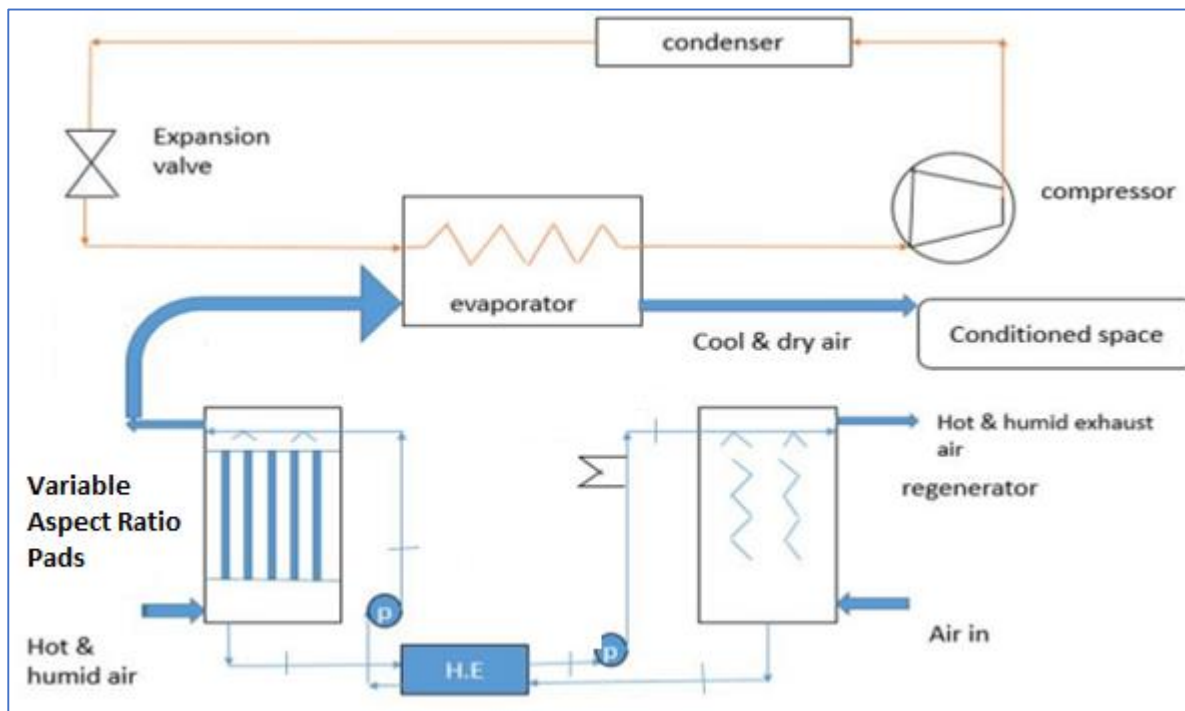 condenser
Expansion
valve
compressor
evaporator
Cool & dry air
Conditioned space
Variable
Aspect Ratio
Pads
Hot & humid exhaust
air
regenerator
p
p
Hot &
humid air
H.E
Air in